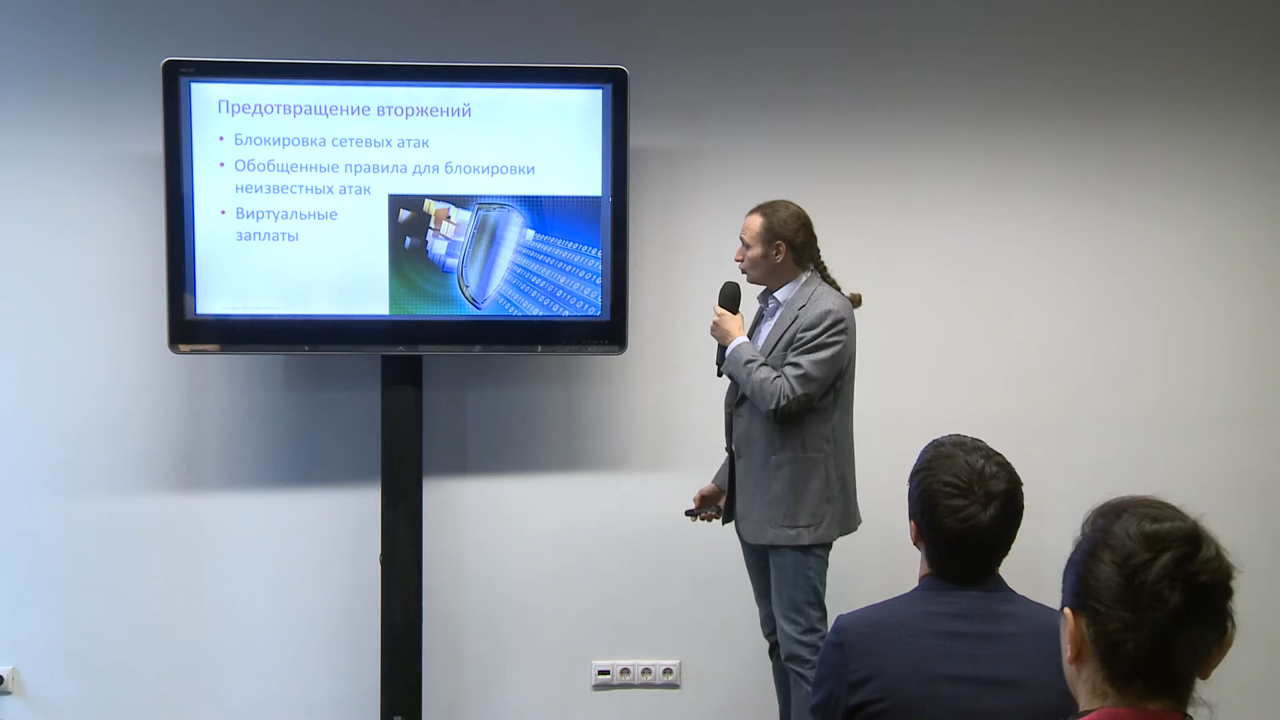 Предотвращение вторжений
• Блокировка сетевых атак
• Обобщенные правила для блокировки
неизвестных атак
• Виртуальные
заплаты